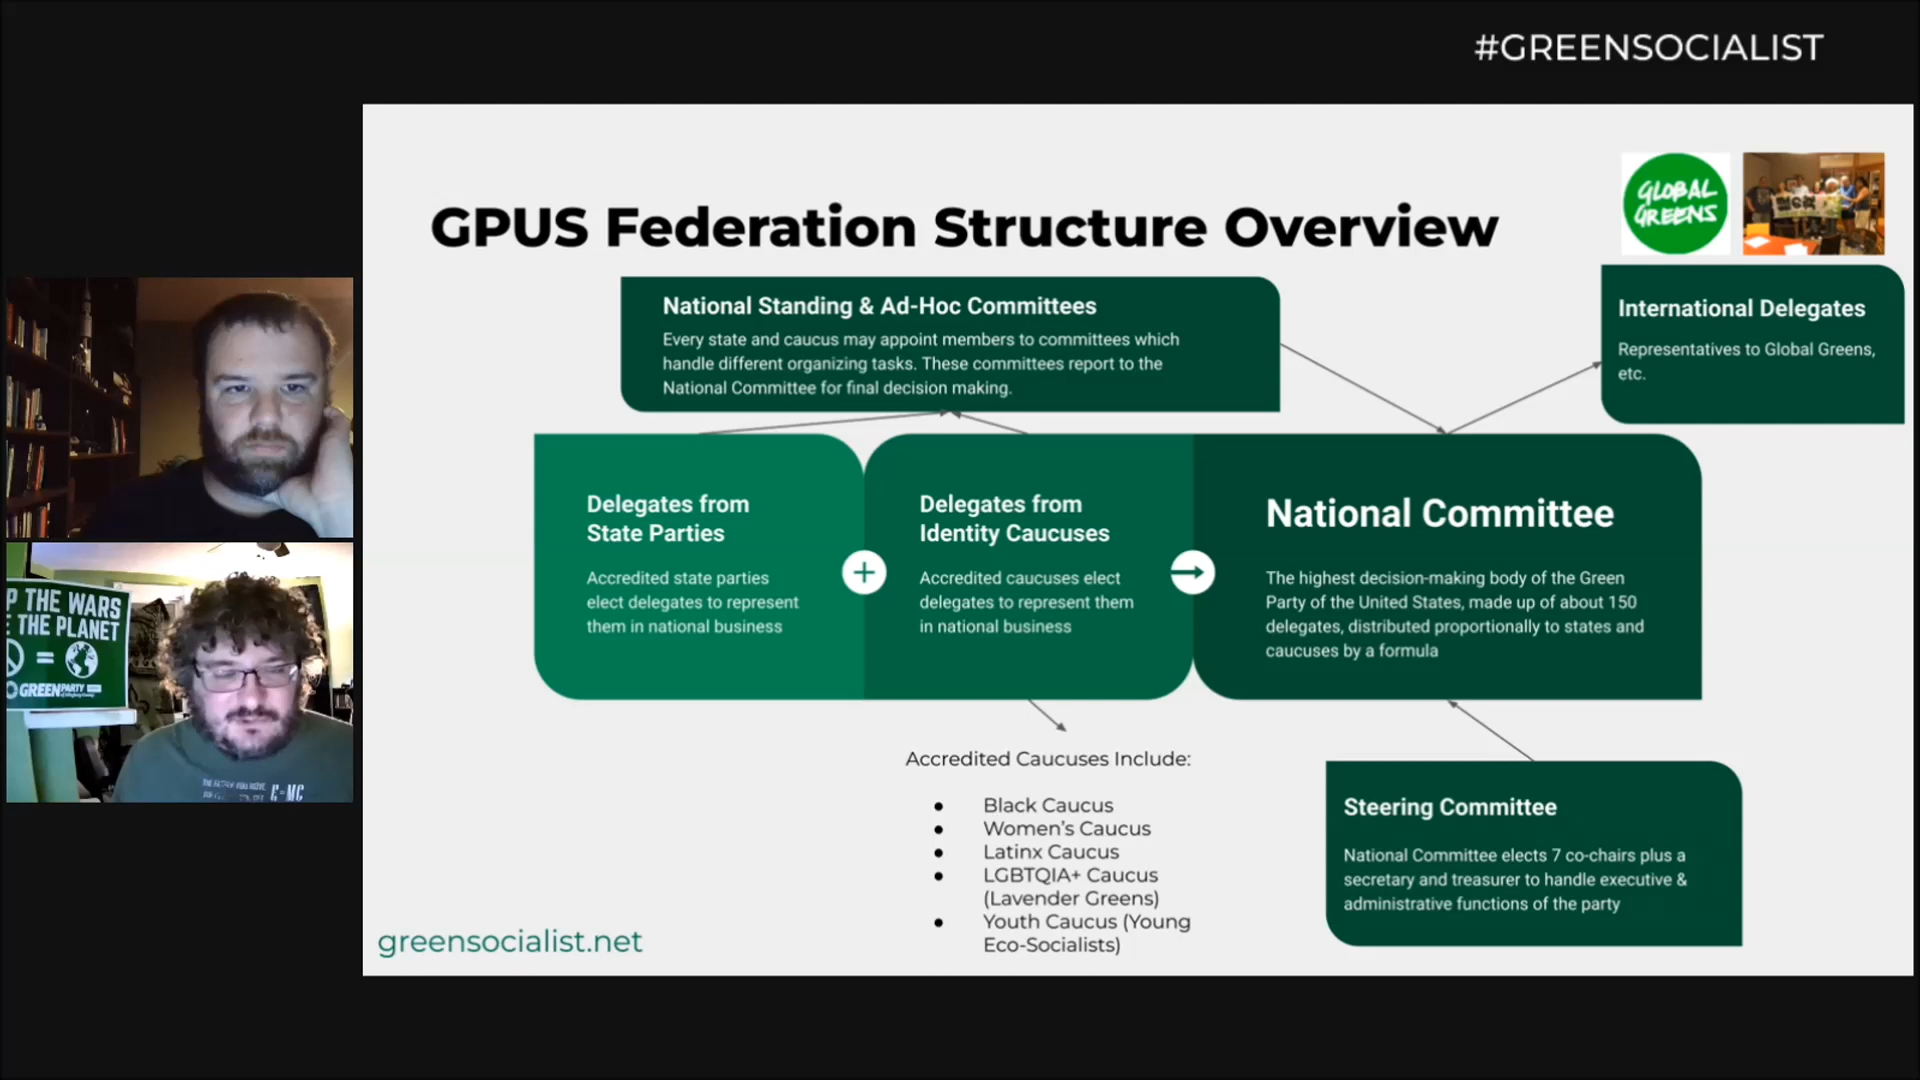 #GREENSOCIALIST
GPUS Federation Structure Overview
GLOBAL
GREENS
National Standing & Ad-Hoc Committees
Every state and caucus may appoint members to committees which
handle different organizing tasks. These committees report to the
National Committee for final decision making.
International Delegates
Representatives to Global Greens,
etc.
Delegates from
State Parties
Accredited state parties
elect delegates to represent
them in national business
+
Delegates from
Identity Caucuses
Accredited caucuses elect
delegates to represent them
in national business
National Committee
The highest decision-making body of the Green
Party of the United States, made up of about 150
delegates, distributed proportionally to states and
caucuses by a formula
Accredited Caucuses Include:
● Black Caucus
● Women's Caucus
● Latinx Caucus
● LGBTQIA+ Caucus
(Lavender Greens)
● Youth Caucus (Young
Eco-Socialists)
Steering Committee
National Committee elects 7 co-chairs plus a
secretary and treasurer to handle executive &
administrative functions of the party
greensocialist.net
P THE WARS
E THE PLANET
=
GREENPARTY